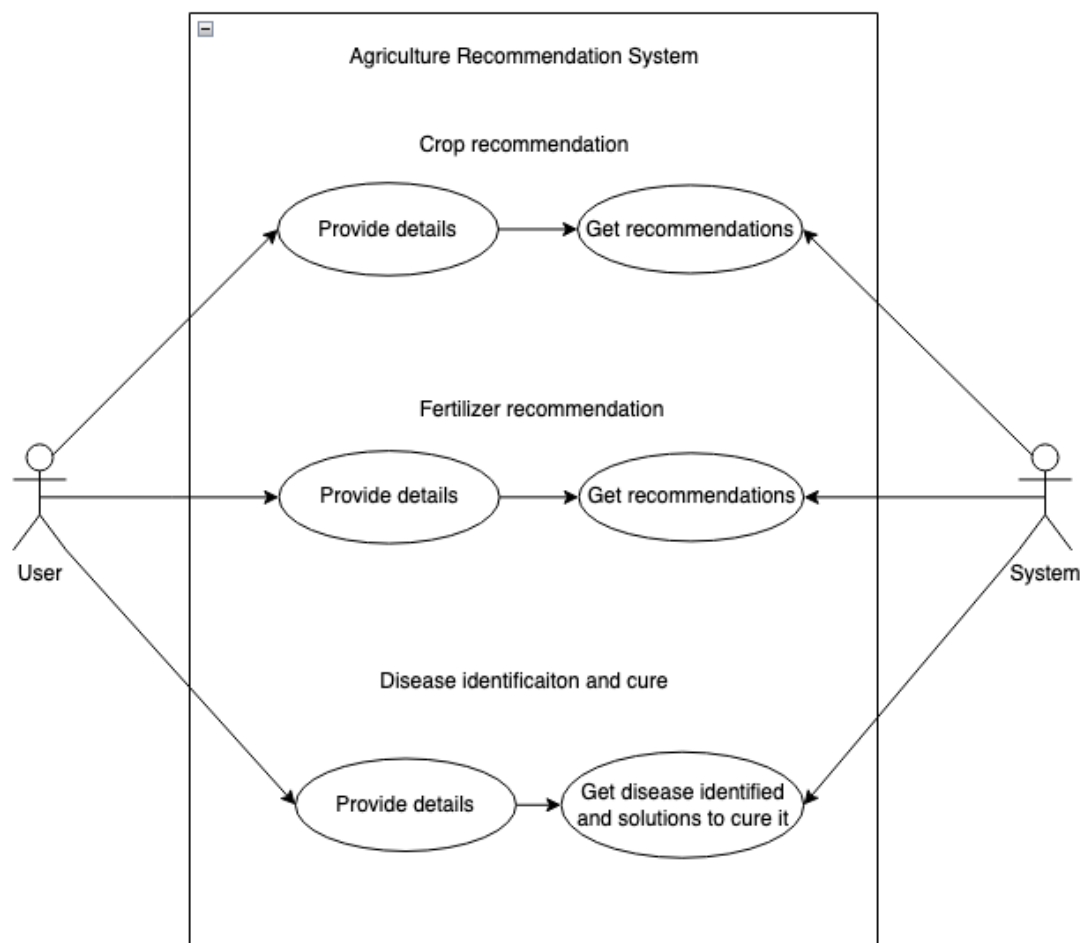 Agriculture Recommendation System
Crop recommendation
Provide details
Get recommendations
Fertilizer recommendation
Provide details
Get recommendations
User
System
Disease identificaiton and cure
Provide details
Get disease identified
and solutions to cure it